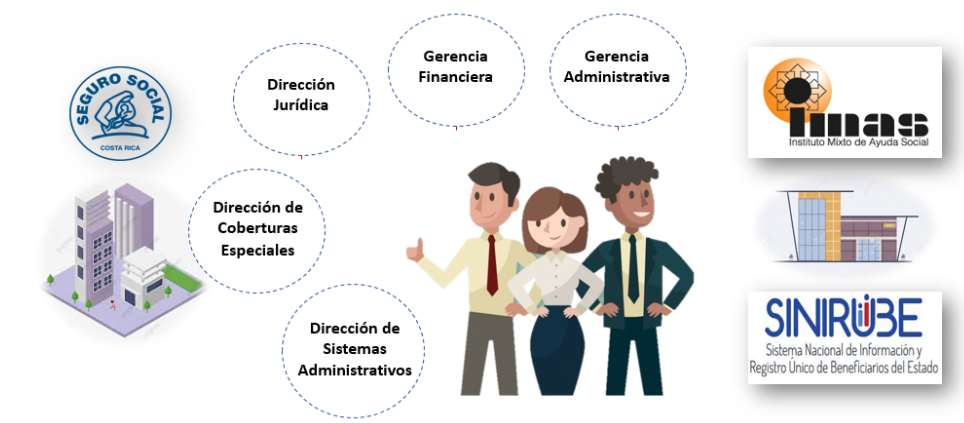 SEGURO SOCIAL
COSTA RICA
Dirección
Jurídica
Gerencia
Financiera
Gerencia
Administrativa
Dirección de
Coberturas
Especiales
Dirección de
Sistemas
Administrativos
imas
Instituto Mixto de Ayuda Social
SINIRUBE
Sistema Nacional de Información y
Registro Único de Beneficiarios del Estado